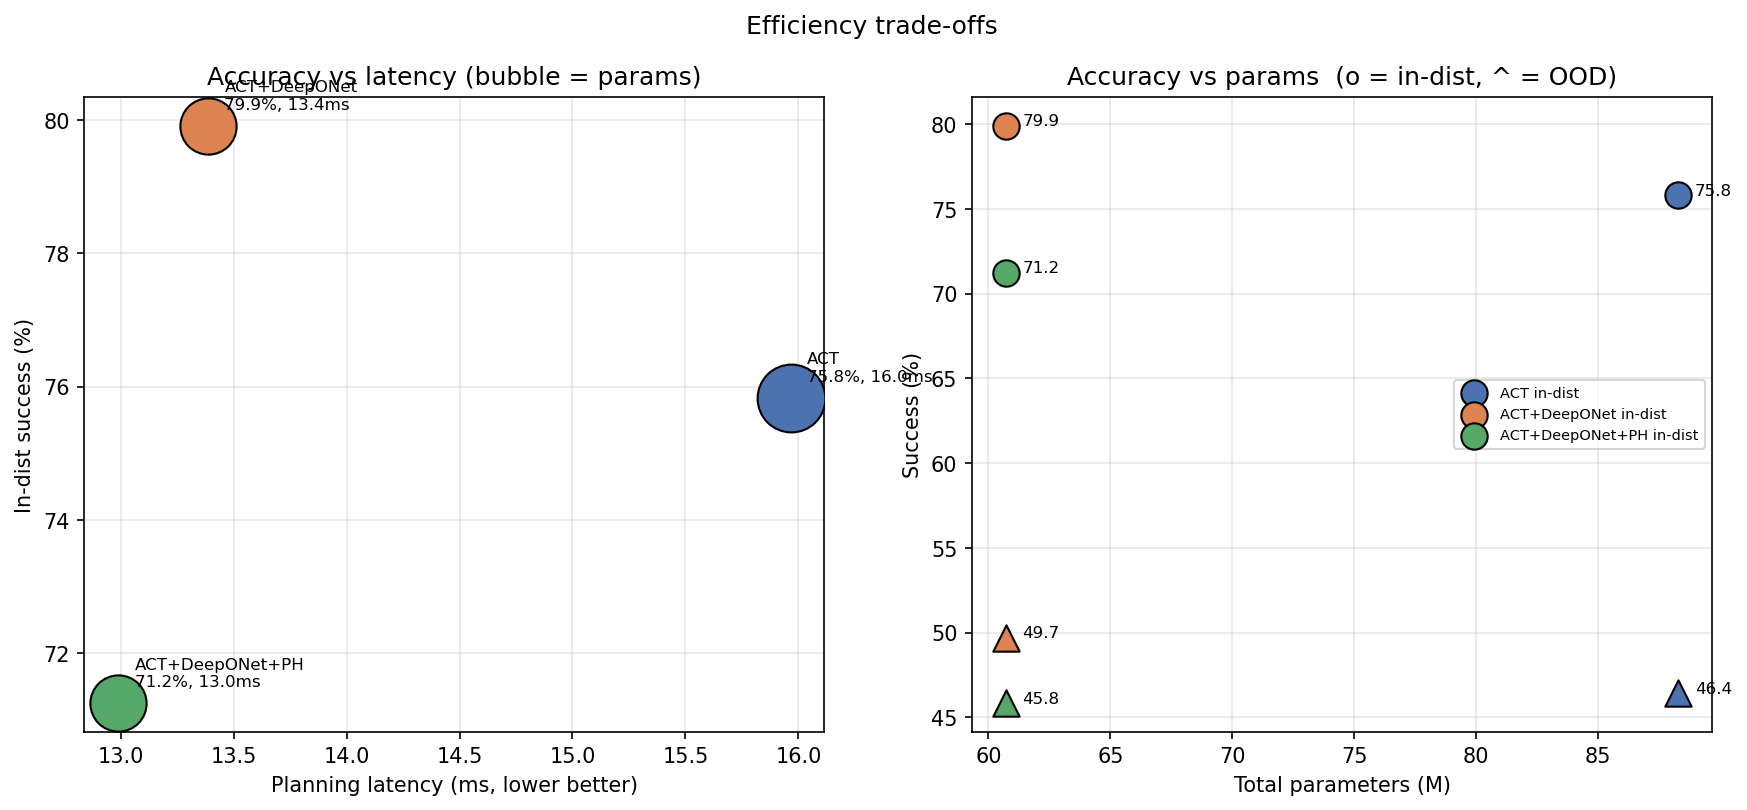 Efficiency trade-offs
Accuracy vs latency (bubble = params)
ACT+DeepONet
79.9%, 13.4ms
ACT
75.8%, 16.0ms
ACT+DeepONet+PH
71.2%, 13.0ms
In-dist success (%)
80
78
76
74
72
13.0 13.5 14.0 14.5 15.0 15.5 16.0
Planning latency (ms, lower better)
Accuracy vs params (o = in-dist, ^ = OOD)
79.9
75.8
71.2
ACT in-dist
ACT+DeepONet in-dist
ACT+DeepONet+PH in-dist
49.7
46.4
45.8
Success (%)
80
75
70
65
60
55
50
45
60 65 70 75 80 85
Total parameters (M)